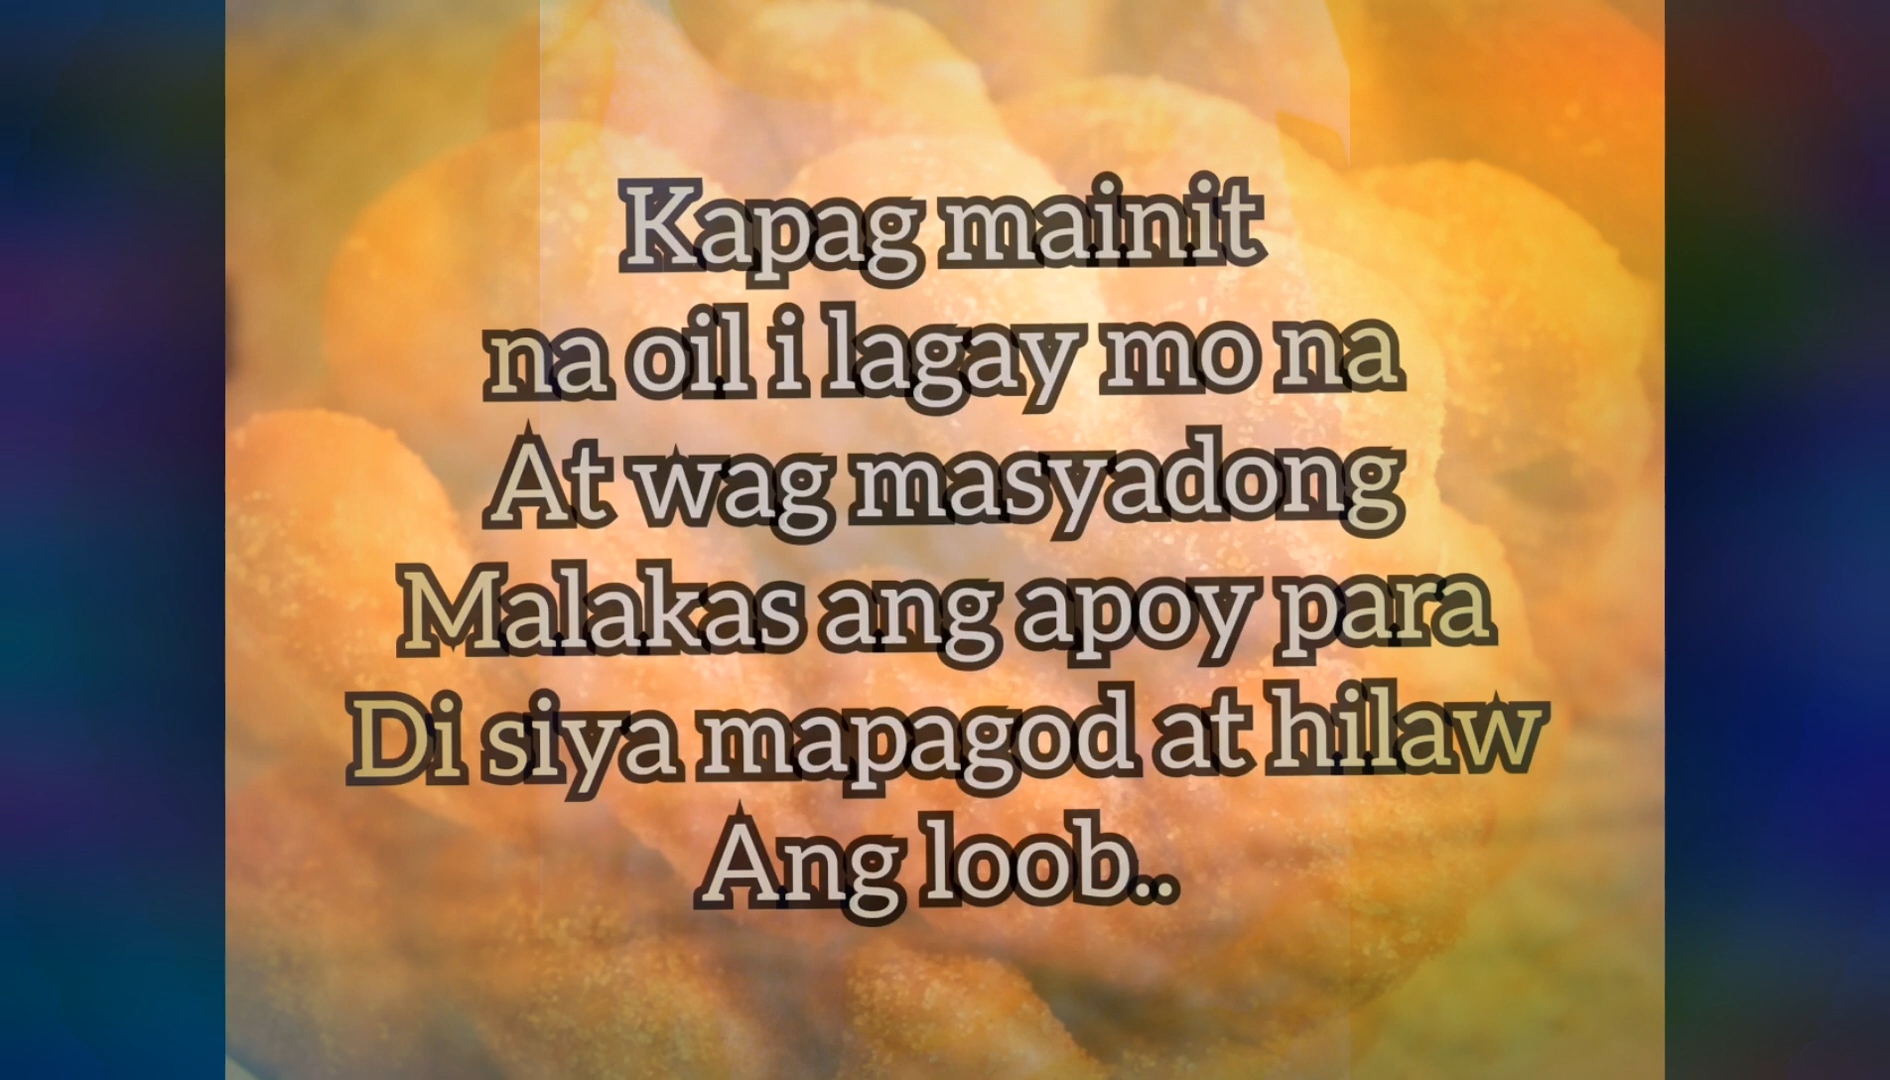 Kapag mainit
na oil i lagay mo na
At wag masyadong
Malakas ang apoy para
Di siya mapagod at hilaw
Ang loob..